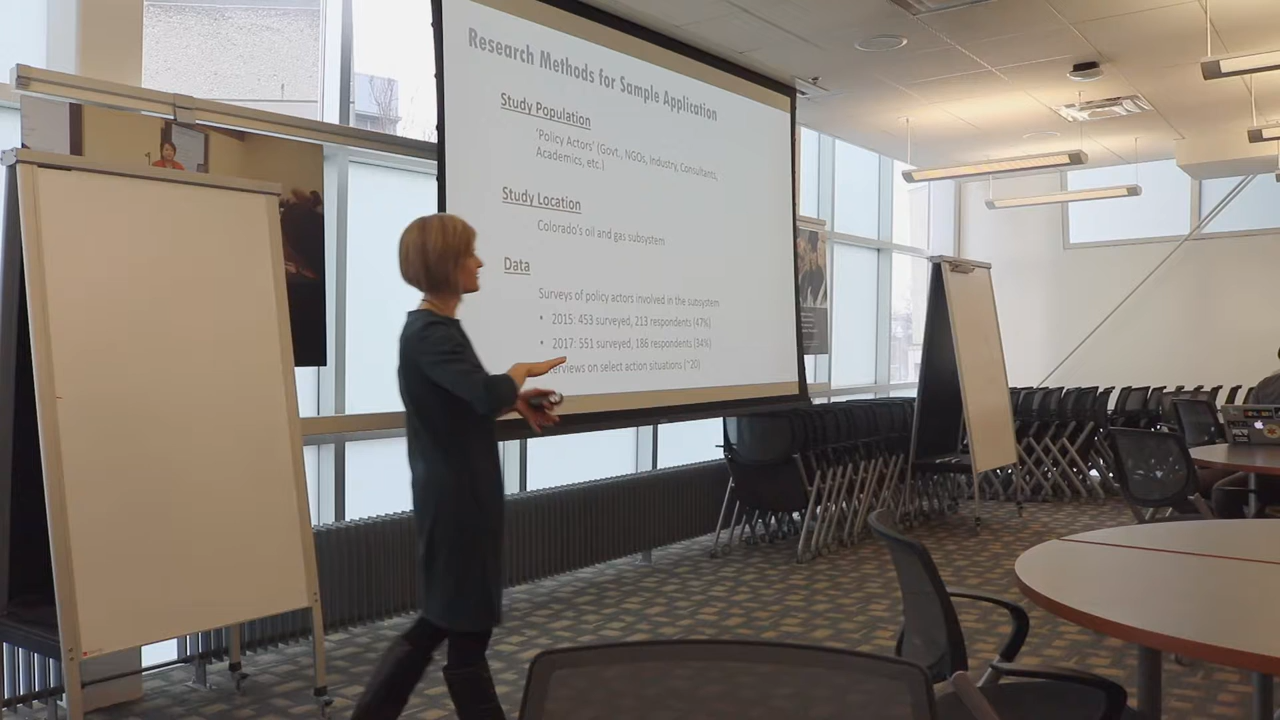 Research Methods for Sample Application
Study Population
'Policy Actors' (Govt., NGOs, Industry, Consultants,
Academics, etc.)
Study Location
Colorado's oil and gas subsystem
Data
Surveys of policy actors involved in the subsystem
• 2015: 453 surveyed, 213 respondents (47%)
• 2017: 551 surveyed, 186 respondents (34%)
on select action situations (~20)